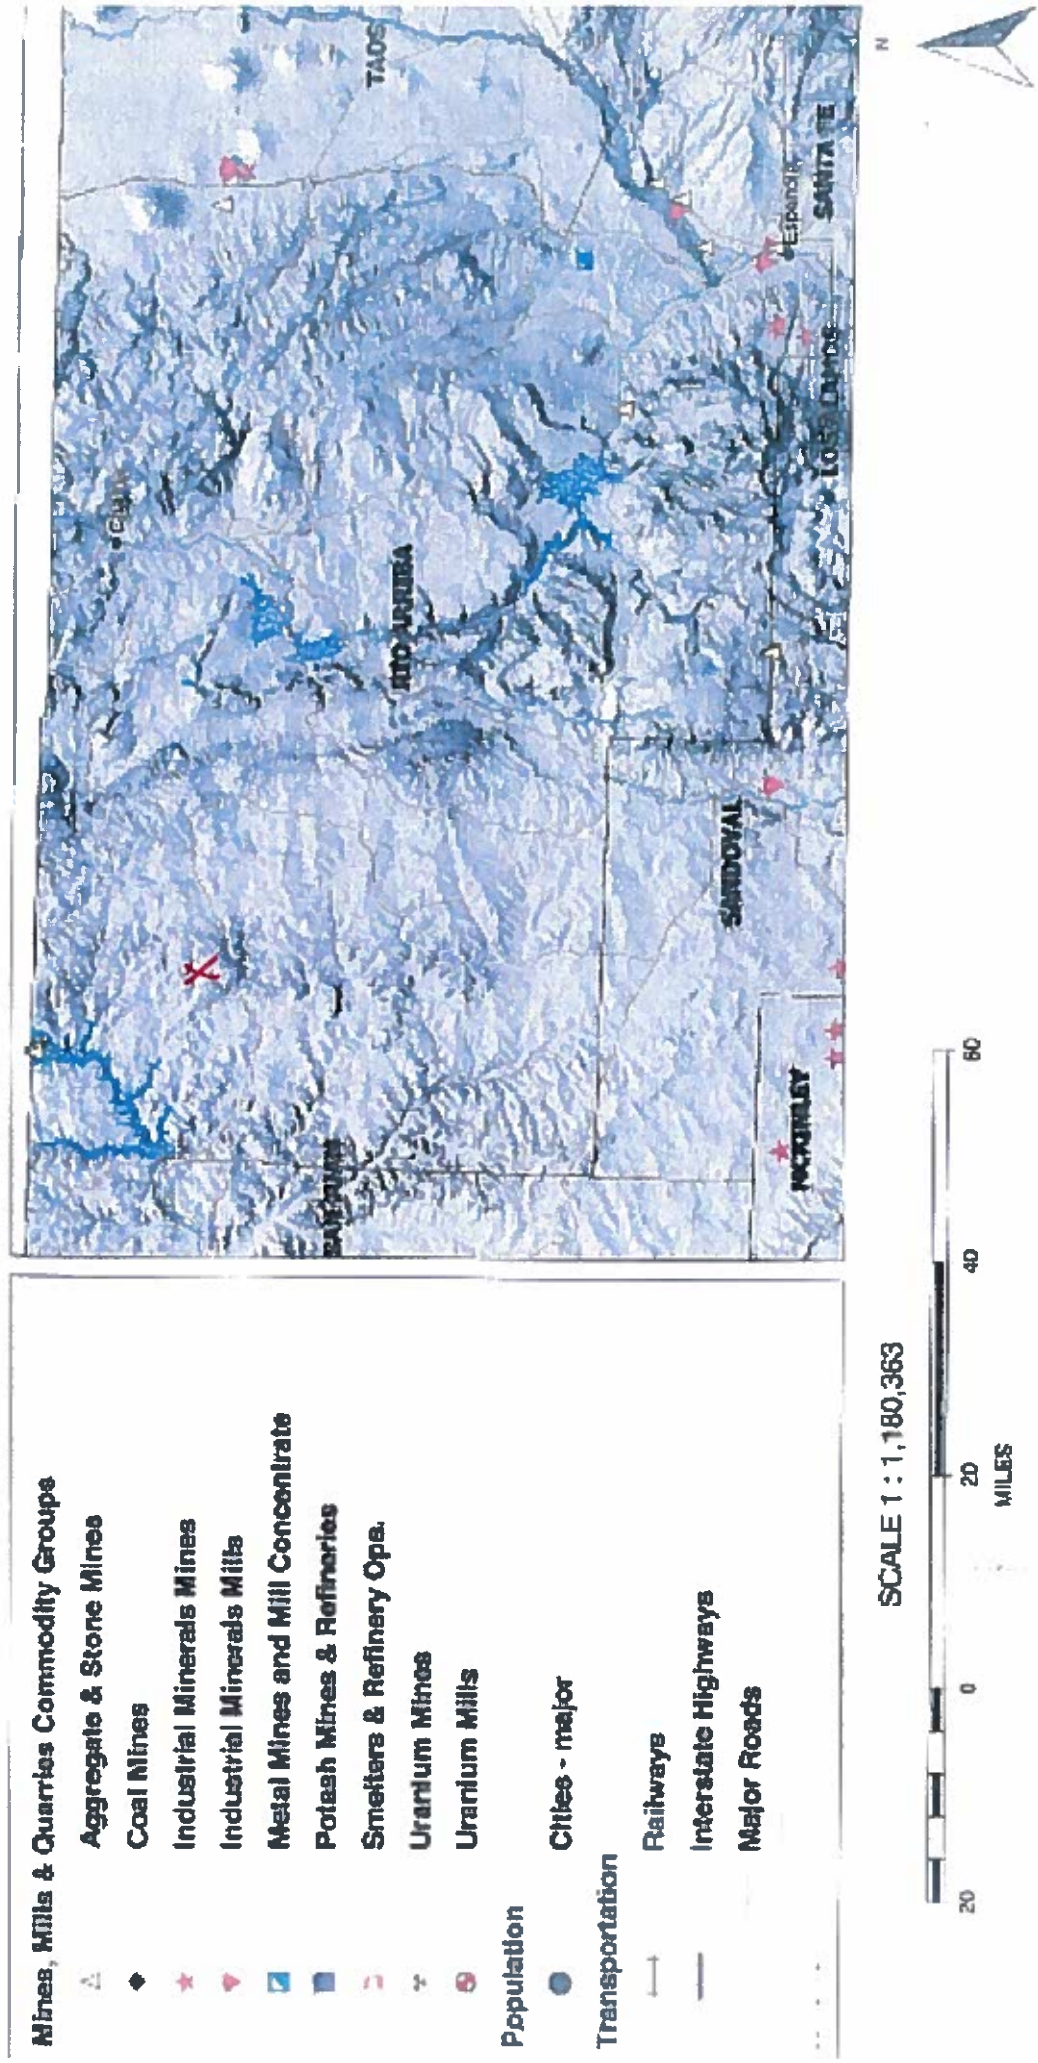 Mines, Mills & Quarries Commodity Groups
Aggregate & Stone Mines
Coal Mines
Industrial Minerals Mines
Industrial Minerals Mills
Metal Mines and Mill Concentrate
Potash Mines & Refineries
Smelters & Refinery Ops.
Uranium Mines
Uranium Mills
Population
Cities - major
Transportation
Railways
Interstate Highways
Major Roads
TAOS
RIO ARRIBA
SAN JUAN
SANDOVAL
MCKINLEY
LOS ALAMOS
Espanola
SANTA FE
X
SCALE 1 : 1,180,363
20 0 20 40 60
MILES
N